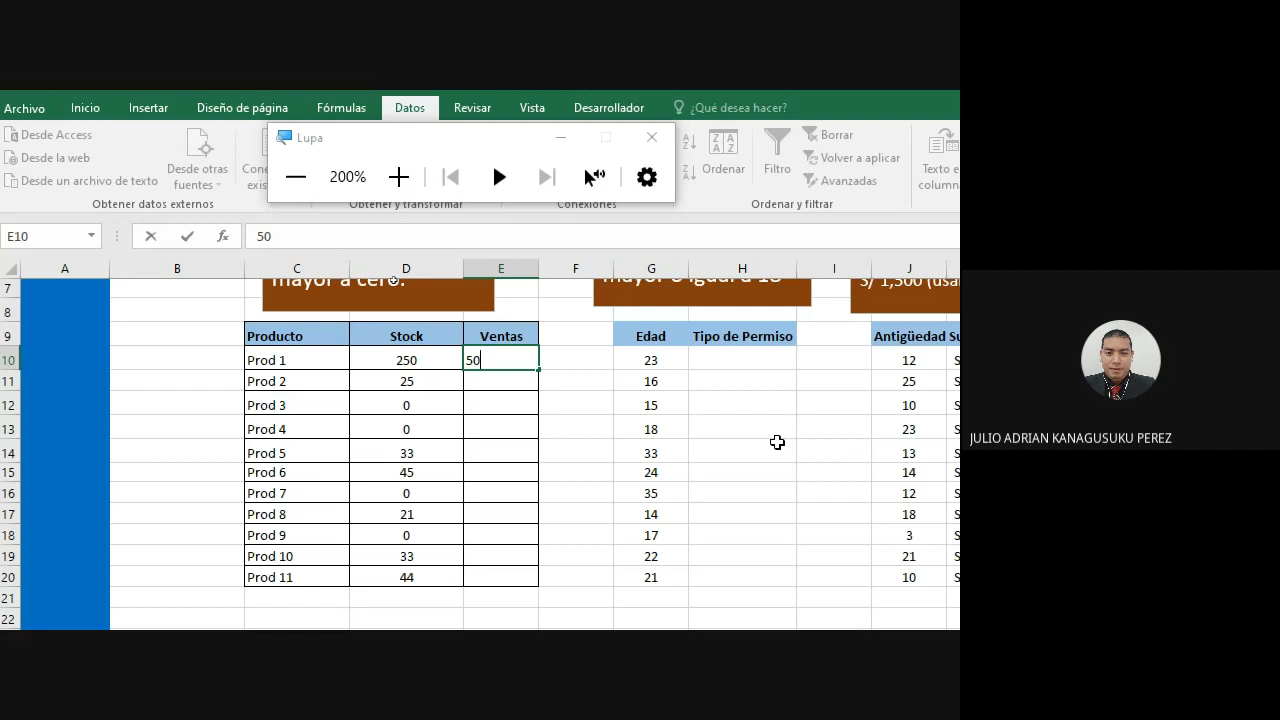 Archivo Inicio Insertar Diseño de página Fórmulas Datos Revisar Vista Desarrollador ¿Qué desea hacer?
Lupa
200%
Desde Access
Desde la web
Desde un archivo de texto
Desde otras
fuentes
Obtener datos externos
Obtener y transformar
Conexiones
Ordenar
Filtro
Borrar
Volver a aplicar
Avanzadas
Ordenar y filtrar
Texto e
column
E10 fx 50
A B C D E F G H I J
7 mayor a cero. mayor o igual a 18 S/ 1,500 (usa
8
9 Producto Stock Ventas Edad Tipo de Permiso Antigüedad Su
10 Prod 1 250 50 23 12 S
11 Prod 2 25 16 25 S
12 Prod 3 0 15 10 S
13 Prod 4 0 18 23 S
14 Prod 5 33 33 13 S
15 Prod 6 45 24 14 S
16 Prod 7 0 35 12 S
17 Prod 8 21 14 18 S
18 Prod 9 0 17 3 S
19 Prod 10 33 22 21 S
20 Prod 11 44 21 10 S
21
22
JULIO ADRIAN KANAGUSUKU PEREZ